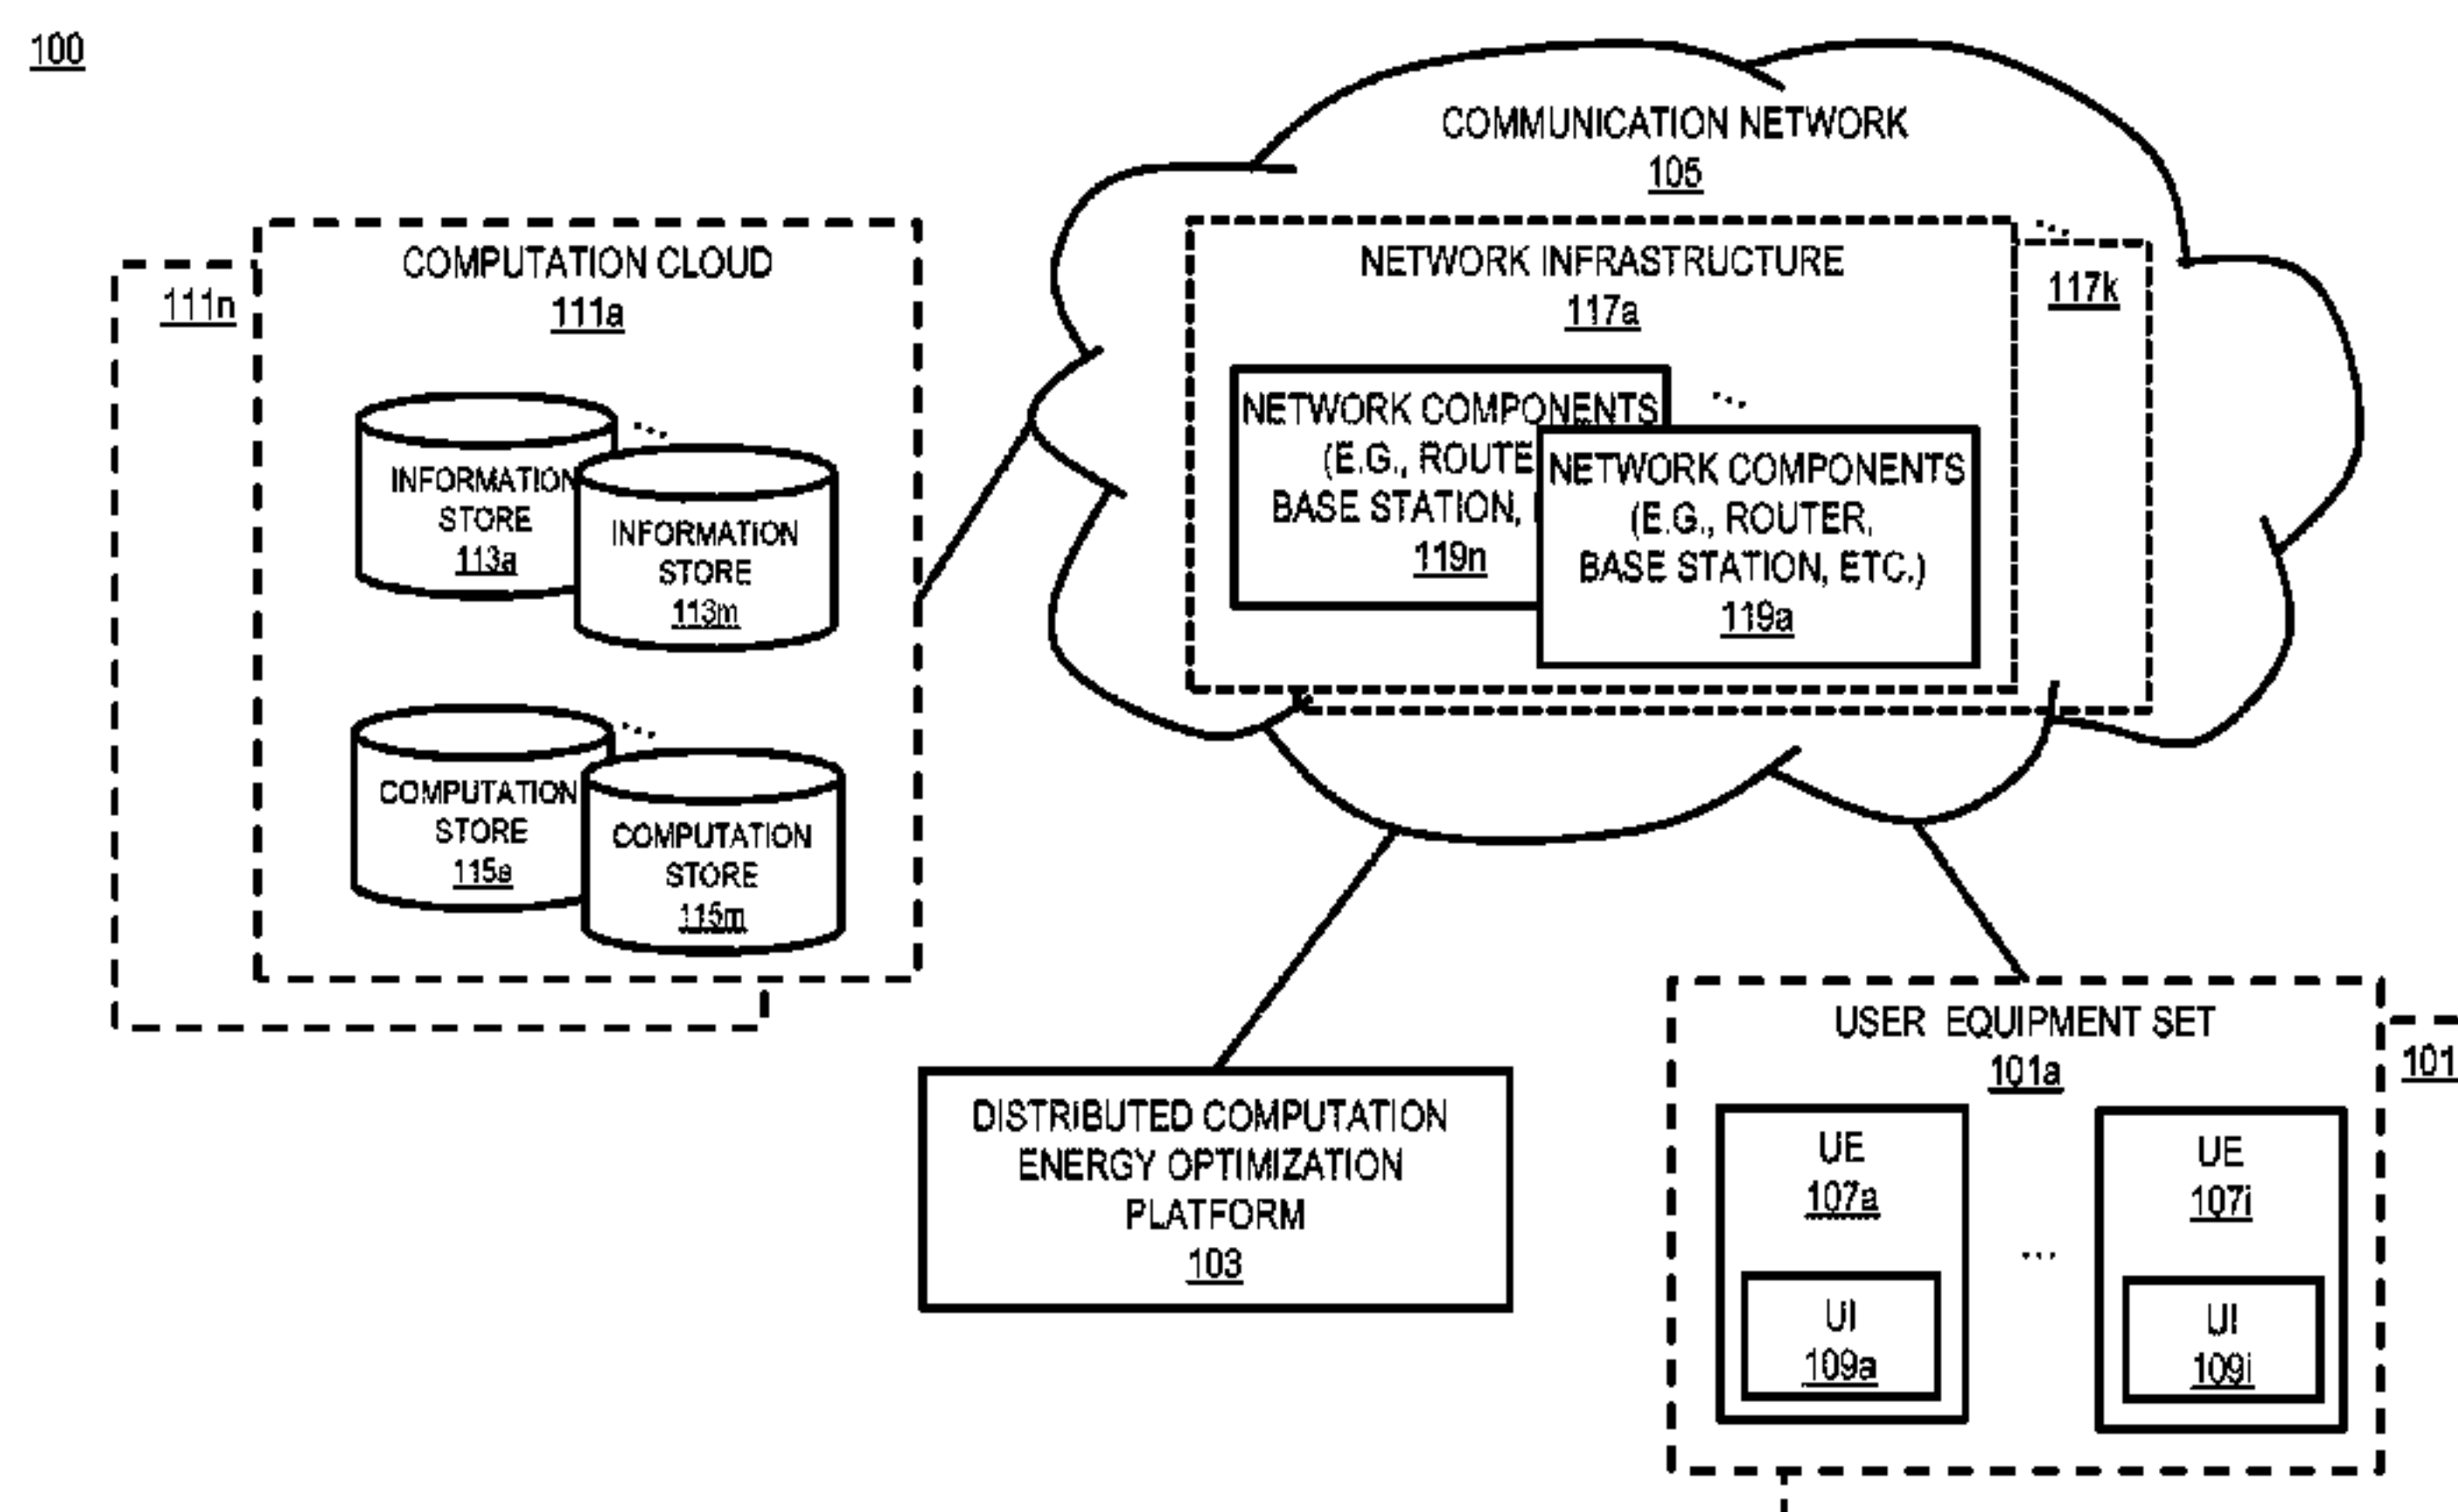 100
COMMUNICATION NETWORK
105
COMPUTATION CLOUD
111a
111n
INFORMATION
STORE
113a
INFORMATION
STORE
113m
COMPUTATION
STORE
115a
COMPUTATION
STORE
115m
NETWORK INFRASTRUCTURE
117a
117k
NETWORK COMPONENTS
(E.G., ROUTE
BASE STATION,
119n
NETWORK COMPONENTS
(E.G., ROUTER,
BASE STATION, ETC.)
119a
DISTRIBUTED COMPUTATION
ENERGY OPTIMIZATION
PLATFORM
103
USER EQUIPMENT SET
101a
101
UE
107a
UI
109a
...
UE
107i
UI
109i